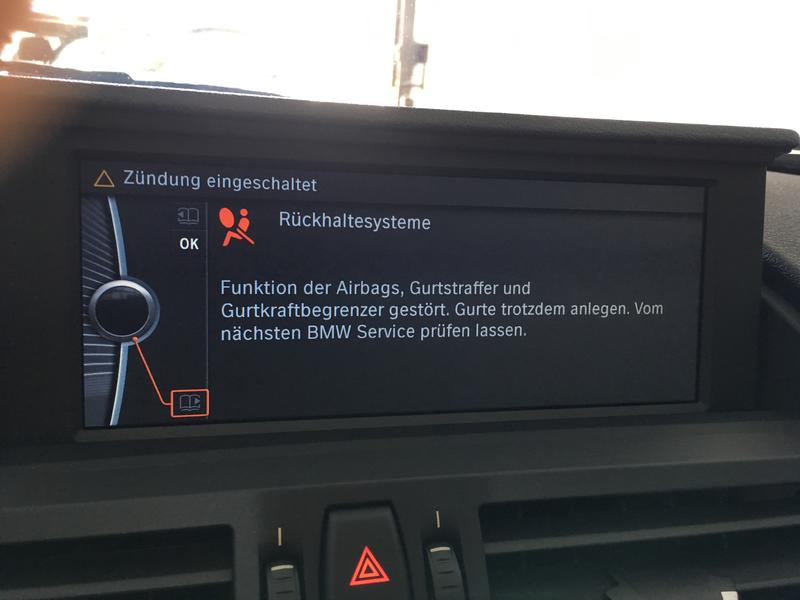 Zündung eingeschaltet
OK
Rückhaltesysteme
Funktion der Airbags, Gurtstraffer und
Gurtkraftbegrenzer gestört. Gurte trotzdem anlegen. Vom
nächsten BMW Service prüfen lassen.